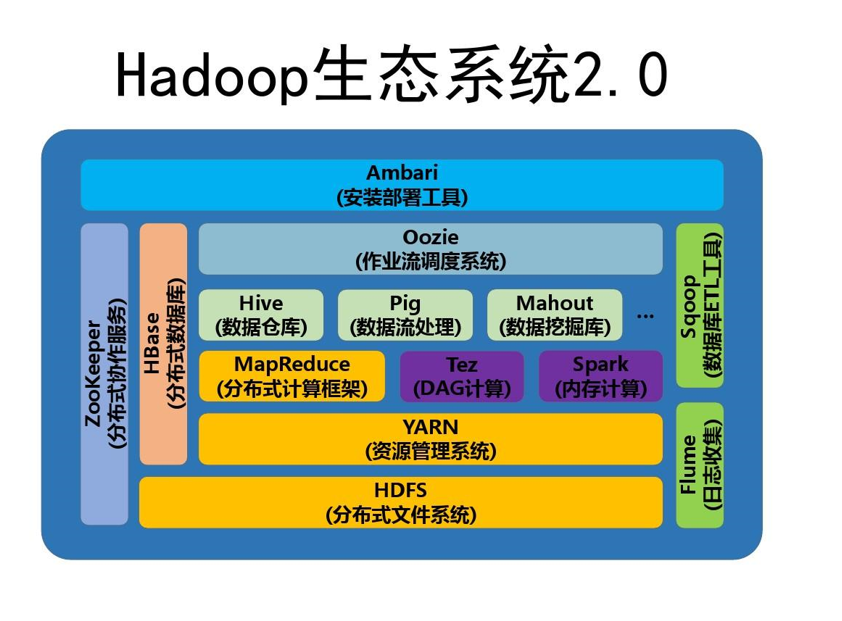 Hadoop生态系统2.0
Ambari
(安装部署工具)
ZooKeeper
(分布式协作服务)
HBase
(分布式数据库)
Oozie
(作业流调度系统)
Hive
(数据仓库)
Pig
(数据流处理)
Mahout
(数据挖掘库)
...
MapReduce
(分布式计算框架)
Tez
(DAG计算)
Spark
(内存计算)
YARN
(资源管理系统)
HDFS
(分布式文件系统)
Sqoop
(数据库ETL工具)
Flume
(日志收集)